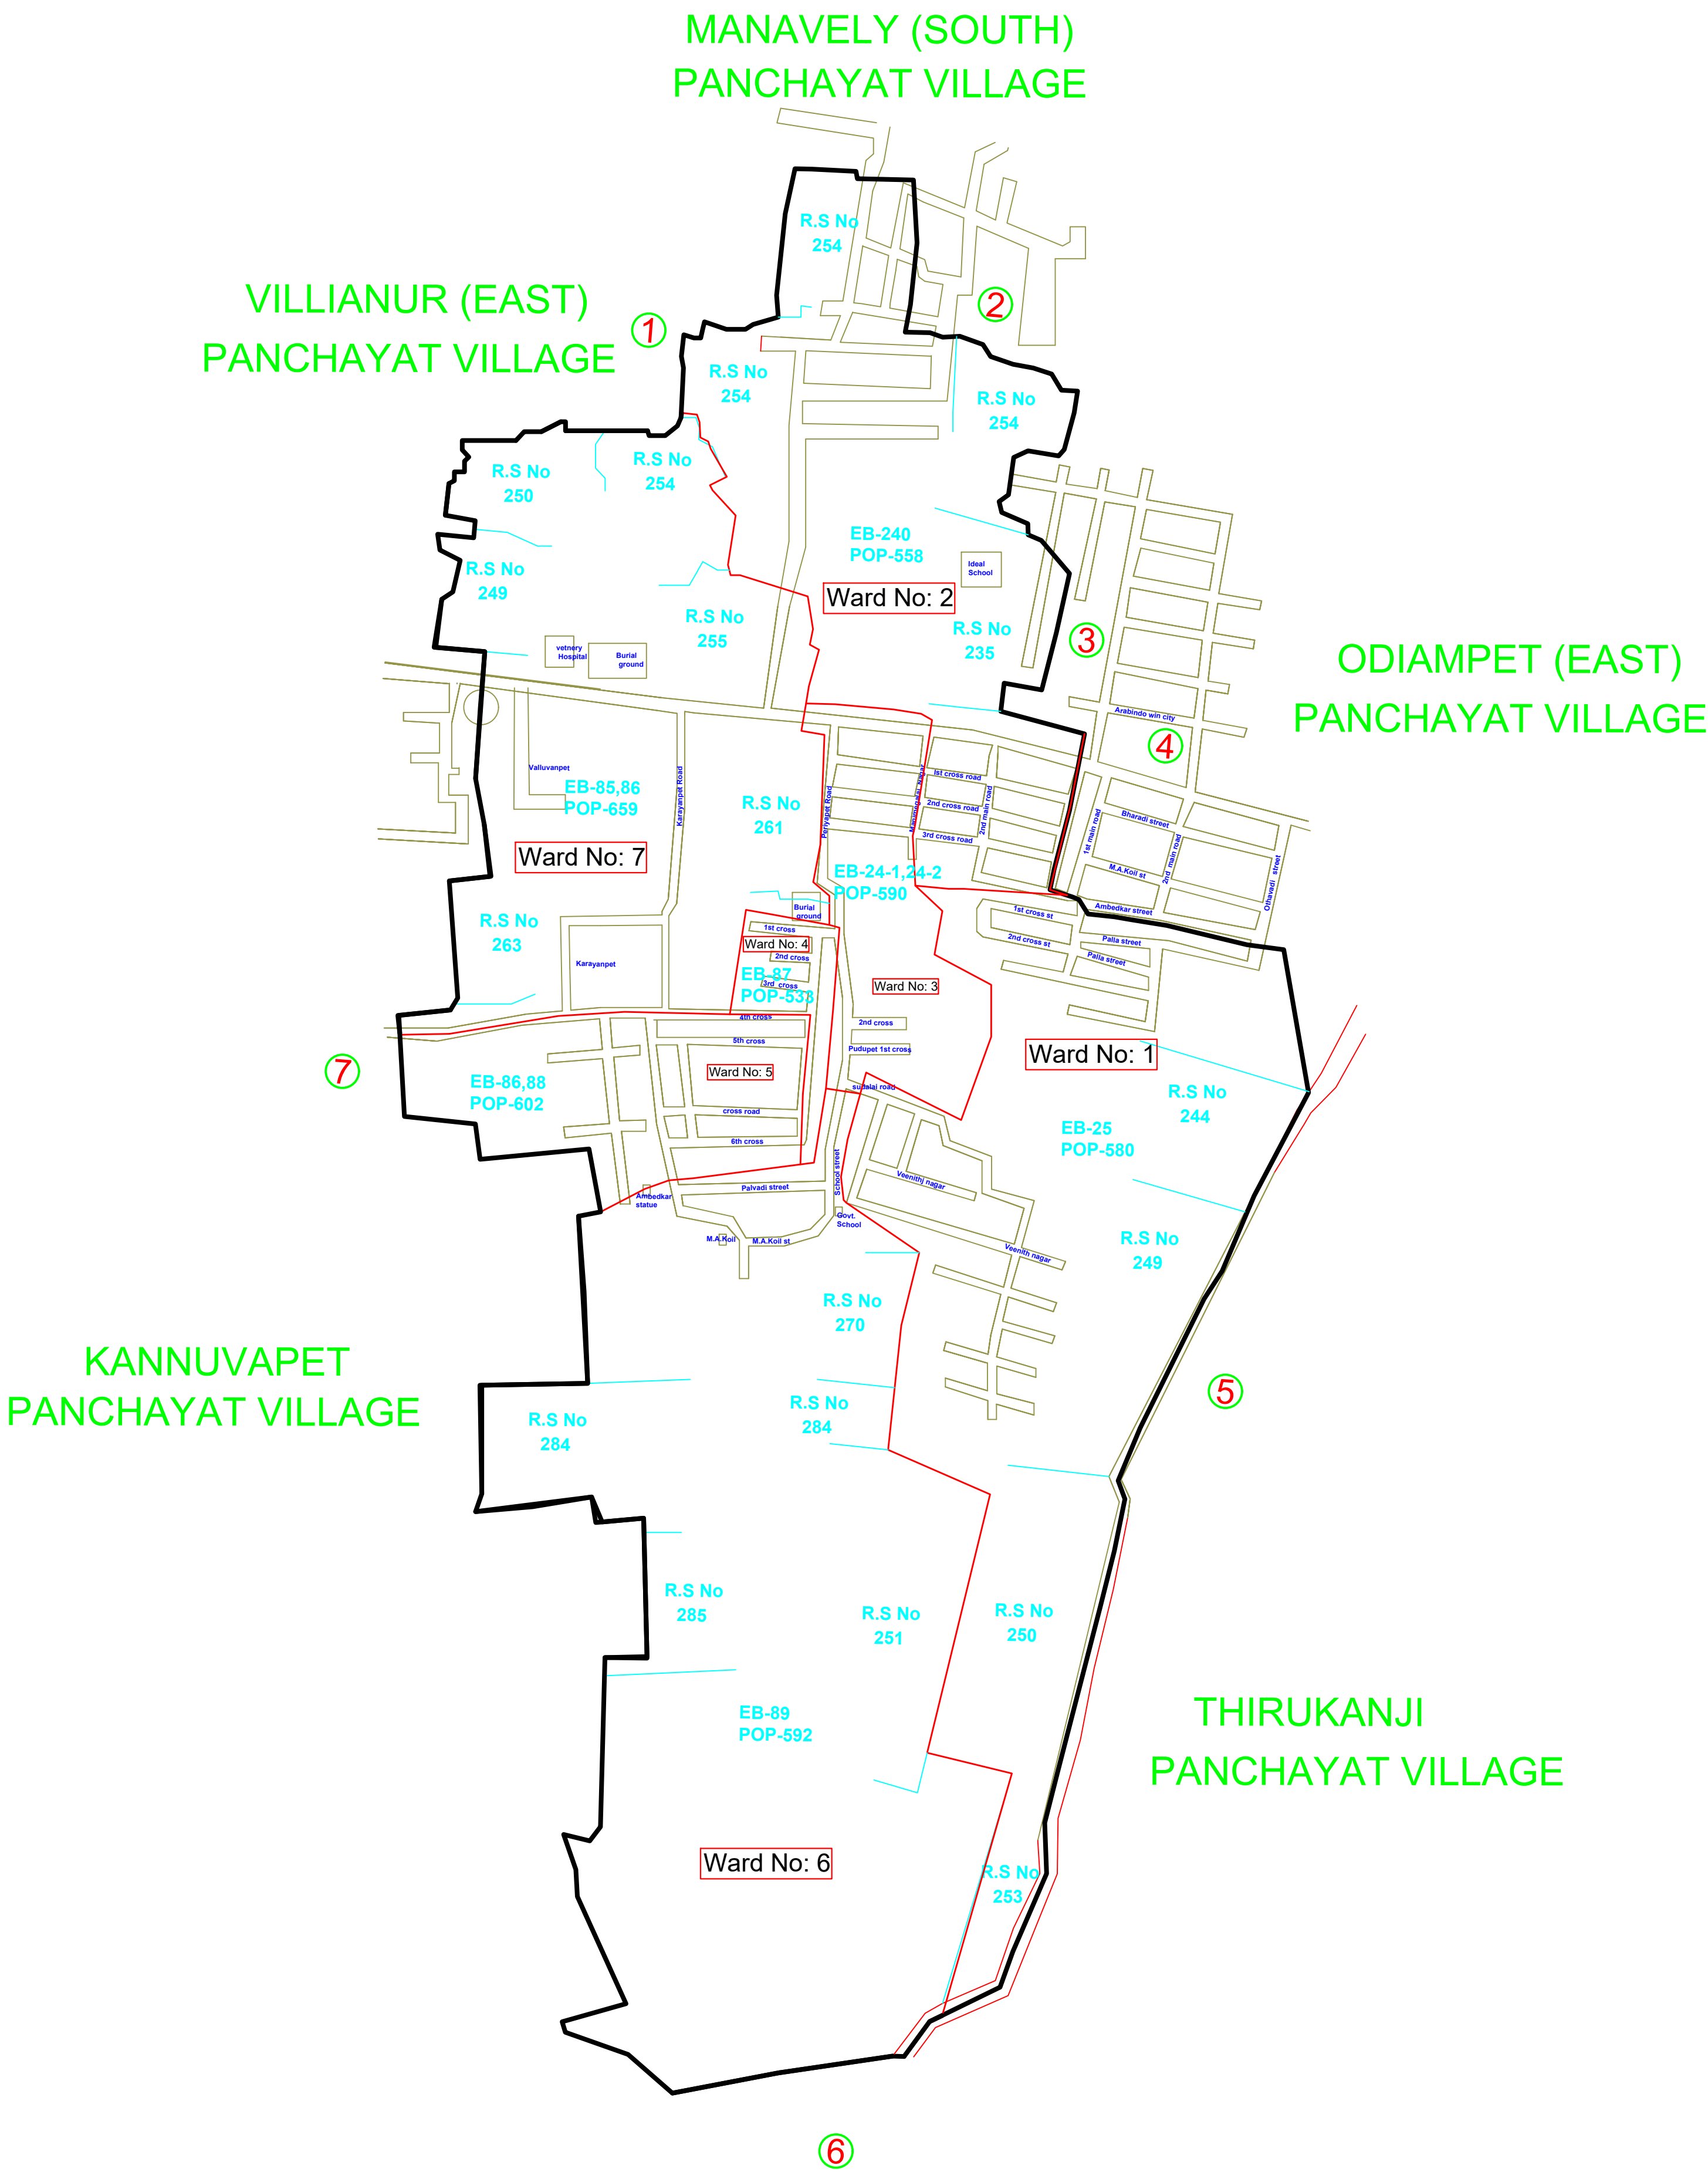 MANAVELY (SOUTH)
PANCHAYAT VILLAGE
R.S No
254
VILLIANUR (EAST)
PANCHAYAT VILLAGE
1
2
R.S No
254
R.S No
254
R.S No
250
R.S No
254
EB-240
POP-558
Ideal
School
R.S No
249
Ward No: 2
R.S No
255
R.S No
235
3
vetnery
Hospital
Burial
ground
ODIAMPET (EAST)
PANCHAYAT VILLAGE
Arabindo win city
4
Valluvanpet
EB-85,86
POP-659
Karayanpet Road
R.S No
261
Periyapet Road
Manimegalai Nagar
Ist cross road
2nd cross road
3rd cross road
2nd main road
1st main road
Bharadi street
2nd main road
M.A.Koil st
Othavadi street
Ward No: 7
EB-24-1,24-2
POP-590
Burial
ground
1st cross st
Ambedkar street
R.S No
263
1st cross
Ward No: 4
2nd cross
2nd cross st
Palla street
Palla street
Karayanpet
EB-87
POP-533
3rd cross
Ward No: 3
4th cross
2nd cross
5th cross
Pudupet 1st cross
Ward No: 1
7
Ward No: 5
EB-86,88
POP-602
sudalai road
R.S No
244
cross road
EB-25
POP-580
6th cross
School street
Veenithj nagar
Palvadi street
Ambedkar
statue
Govt.
School
M.A.Koil
M.A.Koil st
Veenith nagar
R.S No
249
R.S No
270
KANNUVAPET
PANCHAYAT VILLAGE
5
R.S No
284
R.S No
284
R.S No
285
R.S No
251
R.S No
250
EB-89
POP-592
THIRUKANJI
PANCHAYAT VILLAGE
Ward No: 6
R.S No
253
6